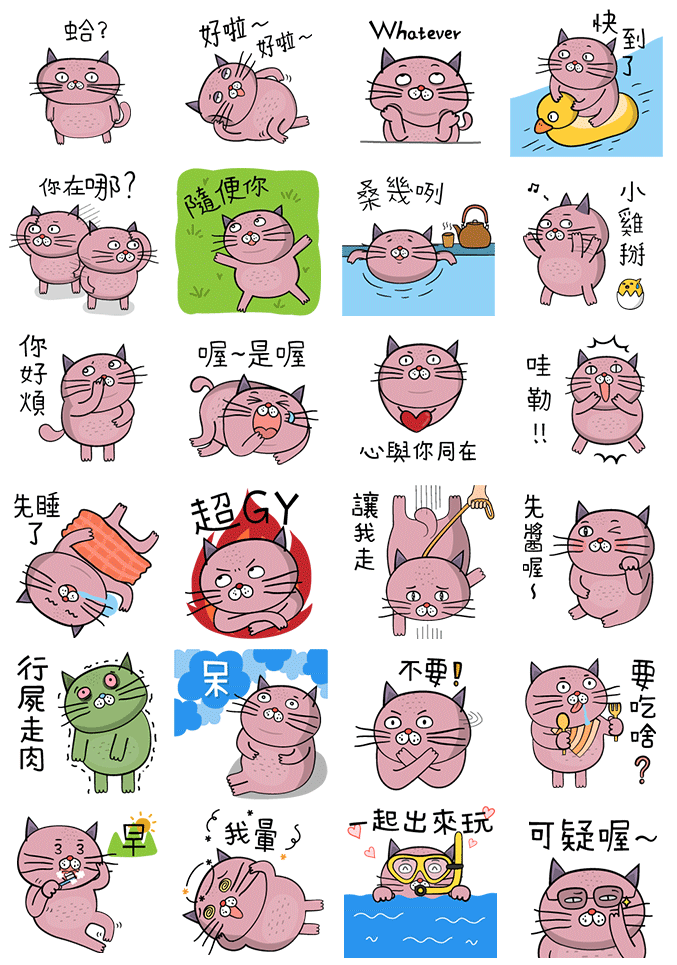 蛤?
好啦~
好啦~
Whatever
快到了
你在哪?
隨便你
桑幾咧
小雞掰
你好煩
喔~是喔
心與你同在
哇勒!!
先睡了
超GY
讓我走
先醬喔~
行屍走肉
呆
不要!
要吃啥?
早
我暈
一起出來玩
可疑喔~